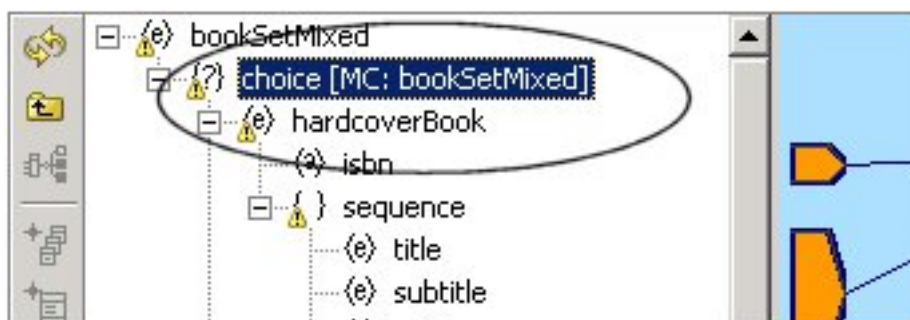 (e) bookSetMixed
{?} choice [MC: bookSetMixed]
(e) hardcoverBook
(a) isbn
{ } sequence
(e) title
(e) subtitle